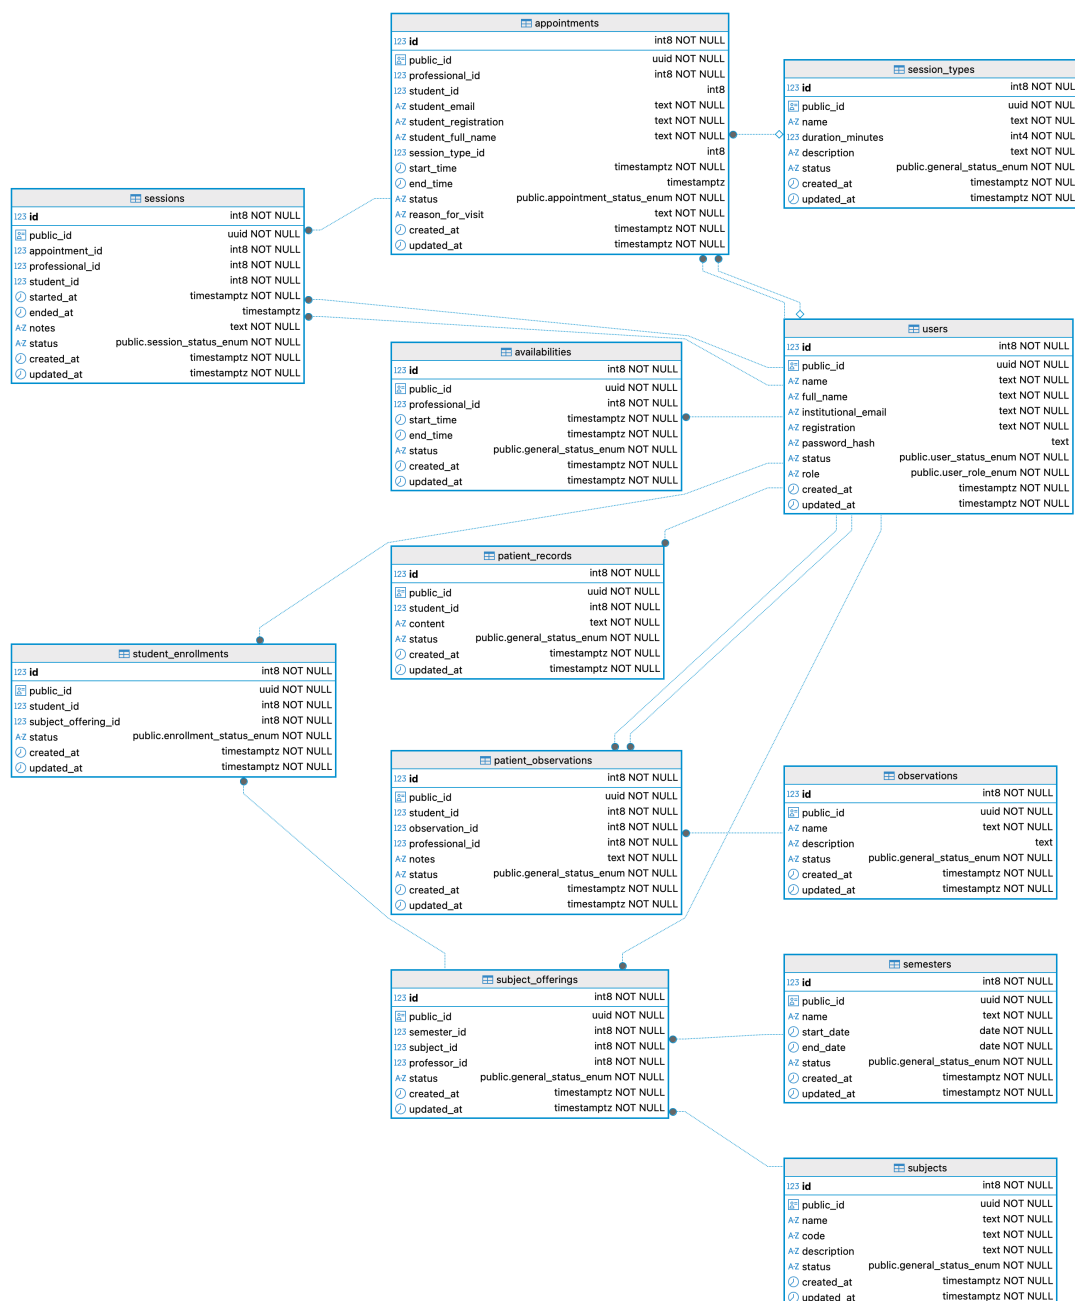 appointments
123 id int8 NOT NULL
public_id uuid NOT NULL
123 professional_id int8 NOT NULL
123 student_id int8
A-Z student_email text NOT NULL
A-Z student_registration text NOT NULL
A-Z student_full_name text NOT NULL
123 session_type_id int8
start_time timestamptz NOT NULL
end_time timestamptz
A-Z status public.appointment_status_enum NOT NULL
A-Z reason_for_visit text NOT NULL
created_at timestamptz NOT NULL
updated_at timestamptz NOT NULL
session_types
123 id int8 NOT NUL
public_id uuid NOT NUL
A-Z name text NOT NUL
123 duration_minutes int4 NOT NUL
A-Z description text NOT NUL
A-Z status public.general_status_enum NOT NUL
created_at timestamptz NOT NUL
updated_at timestamptz NOT NUL
sessions
123 id int8 NOT NULL
public_id uuid NOT NULL
123 appointment_id int8 NOT NULL
123 professional_id int8 NOT NULL
123 student_id int8 NOT NULL
started_at timestamptz NOT NULL
ended_at timestamptz
A-Z notes text NOT NULL
A-Z status public.session_status_enum NOT NULL
created_at timestamptz NOT NULL
updated_at timestamptz NOT NULL
users
123 id int8 NOT NULL
public_id uuid NOT NULL
A-Z name text NOT NULL
A-Z full_name text NOT NULL
A-Z institutional_email text NOT NULL
A-Z registration text NOT NULL
A-Z password_hash text
A-Z status public.user_status_enum NOT NULL
A-Z role public.user_role_enum NOT NULL
created_at timestamptz NOT NULL
updated_at timestamptz NOT NULL
availabilities
123 id int8 NOT NULL
public_id uuid NOT NULL
123 professional_id int8 NOT NULL
start_time timestamptz NOT NULL
end_time timestamptz NOT NULL
A-Z status public.general_status_enum NOT NULL
created_at timestamptz NOT NULL
updated_at timestamptz NOT NULL
patient_records
123 id int8 NOT NULL
public_id uuid NOT NULL
123 student_id int8 NOT NULL
A-Z content text NOT NULL
A-Z status public.general_status_enum NOT NULL
created_at timestamptz NOT NULL
updated_at timestamptz NOT NULL
student_enrollments
123 id int8 NOT NULL
public_id uuid NOT NULL
123 student_id int8 NOT NULL
123 subject_offering_id int8 NOT NULL
A-Z status public.enrollment_status_enum NOT NULL
created_at timestamptz NOT NULL
updated_at timestamptz NOT NULL
patient_observations
123 id int8 NOT NULL
public_id uuid NOT NULL
123 student_id int8 NOT NULL
123 observation_id int8 NOT NULL
123 professional_id int8 NOT NULL
A-Z notes text NOT NULL
A-Z status public.general_status_enum NOT NULL
created_at timestamptz NOT NULL
updated_at timestamptz NOT NULL
observations
123 id int8 NOT NULL
public_id uuid NOT NULL
A-Z name text NOT NULL
A-Z description text
A-Z status public.general_status_enum NOT NULL
created_at timestamptz NOT NULL
updated_at timestamptz NOT NULL
subject_offerings
123 id int8 NOT NULL
public_id uuid NOT NULL
123 semester_id int8 NOT NULL
123 subject_id int8 NOT NULL
123 professor_id int8 NOT NULL
A-Z status public.general_status_enum NOT NULL
created_at timestamptz NOT NULL
updated_at timestamptz NOT NULL
semesters
123 id int8 NOT NULL
public_id uuid NOT NULL
A-Z name text NOT NULL
start_date date NOT NULL
end_date date NOT NULL
A-Z status public.general_status_enum NOT NULL
created_at timestamptz NOT NULL
updated_at timestamptz NOT NULL
subjects
123 id int8 NOT NULL
public_id uuid NOT NULL
A-Z name text NOT NULL
A-Z code text NOT NULL
A-Z description text NOT NULL
A-Z status public.general_status_enum NOT NULL
created_at timestamptz NOT NULL
updated_at timestamptz NOT NULL